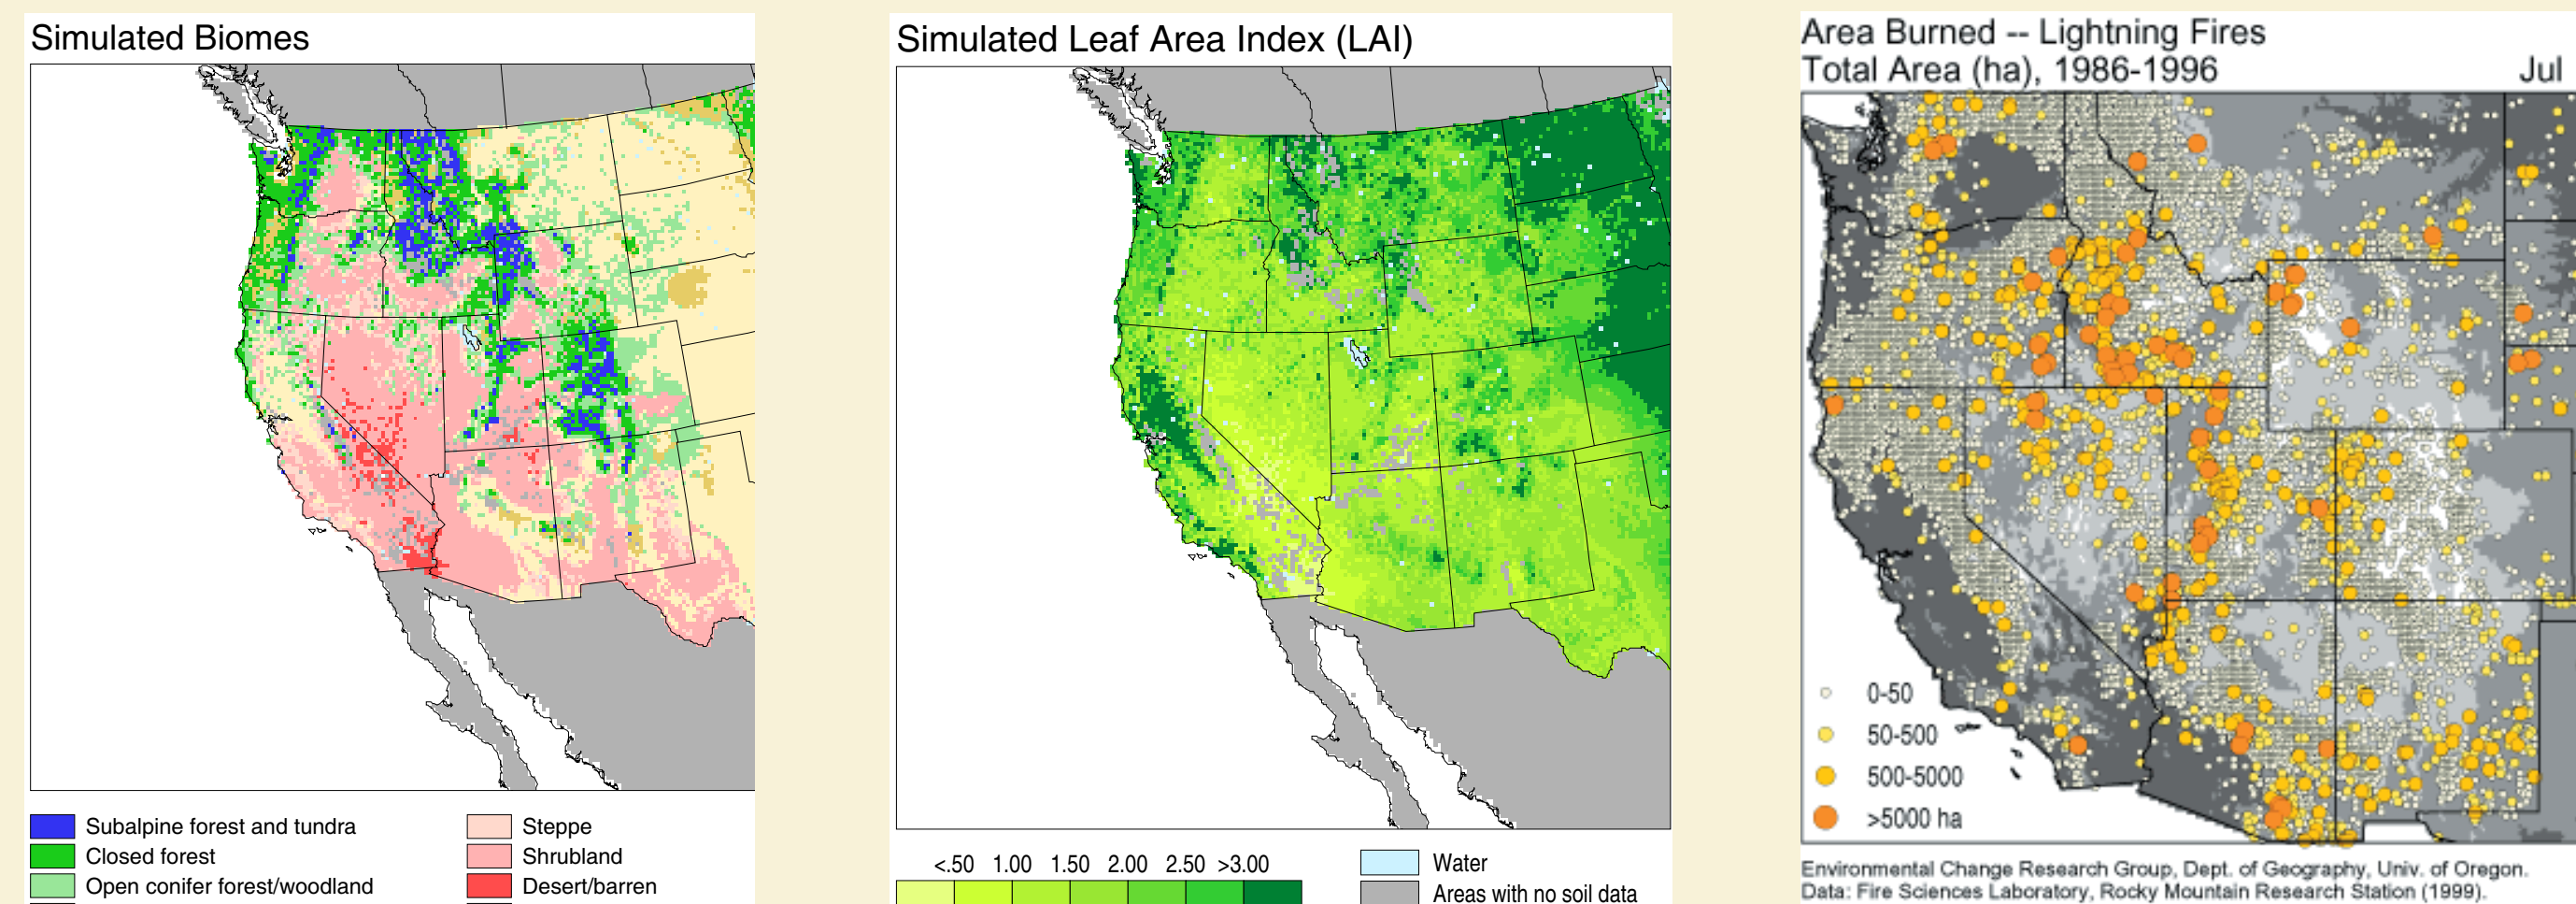 Simulated Biomes
Subalpine forest and tundra
Closed forest
Open conifer forest/woodland
Steppe
Shrubland
Desert/barren
Simulated Leaf Area Index (LAI)
<.50 1.00 1.50 2.00 2.50 >3.00
Water
Areas with no soil data
Area Burned -- Lightning Fires
Total Area (ha), 1986-1996 Jul
0-50
50-500
500-5000
>5000 ha
Environmental Change Research Group, Dept. of Geography, Univ. of Oregon.
Data: Fire Sciences Laboratory, Rocky Mountain Research Station (1999).